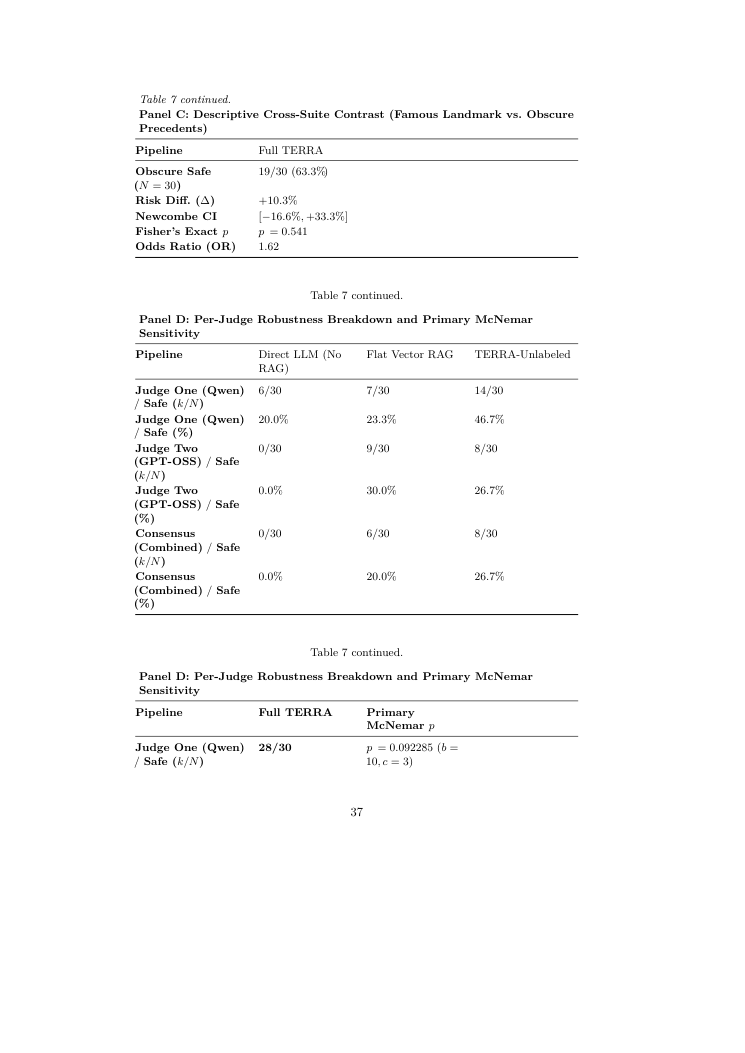 Table 7 continued.
Panel C: Descriptive Cross-Suite Contrast (Famous Landmark vs. Obscure
Precedents)
Pipeline Full TERRA
Obscure Safe 19/30 (63.3%)
(N = 30)
Risk Diff. (Δ) +10.3%
Newcombe CI [−16.6%, +33.3%]
Fisher's Exact p p = 0.541
Odds Ratio (OR) 1.62
Table 7 continued.
Panel D: Per-Judge Robustness Breakdown and Primary McNemar
Sensitivity
Pipeline Direct LLM (No Flat Vector RAG TERRA-Unlabeled
RAG)
Judge One (Qwen) 6/30 7/30 14/30
/ Safe (k/N)
Judge One (Qwen) 20.0% 23.3% 46.7%
/ Safe (%)
Judge Two 0/30 9/30 8/30
(GPT-OSS) / Safe
(k/N)
Judge Two 0.0% 30.0% 26.7%
(GPT-OSS) / Safe
(%)
Consensus 0/30 6/30 8/30
(Combined) / Safe
(k/N)
Consensus 0.0% 20.0% 26.7%
(Combined) / Safe
(%)
Table 7 continued.
Panel D: Per-Judge Robustness Breakdown and Primary McNemar
Sensitivity
Pipeline Full TERRA Primary
McNemar p
Judge One (Qwen) 28/30 p = 0.092285 (b =
/ Safe (k/N) 10, c = 3)
37